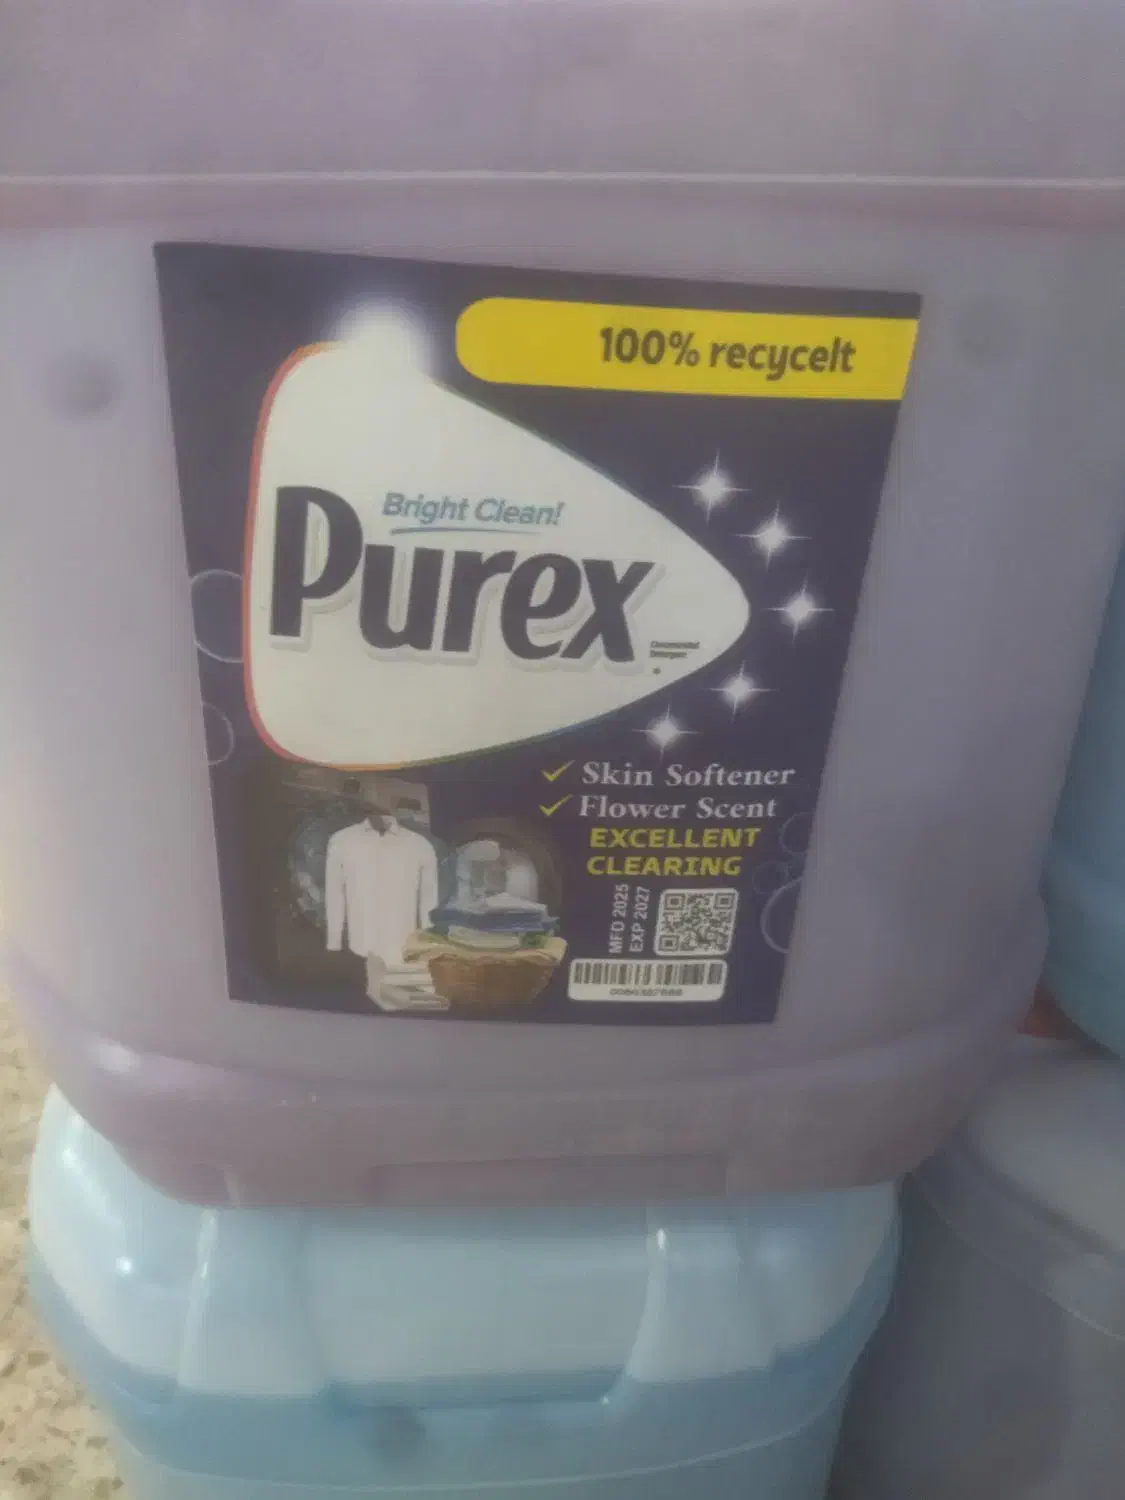 100% recycelt
Bright Clean!
Purex
Skin Softener
Flower Scent
EXCELLENT
CLEARING
MFD 2025
EXP 2027